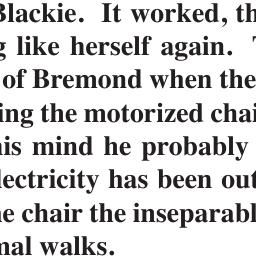 Blackie. It worked, th
g like herself again.
of Bremond when the
ing the motorized chai
his mind he probably
lectricity has been out
he chair the inseparabl
mal walks.